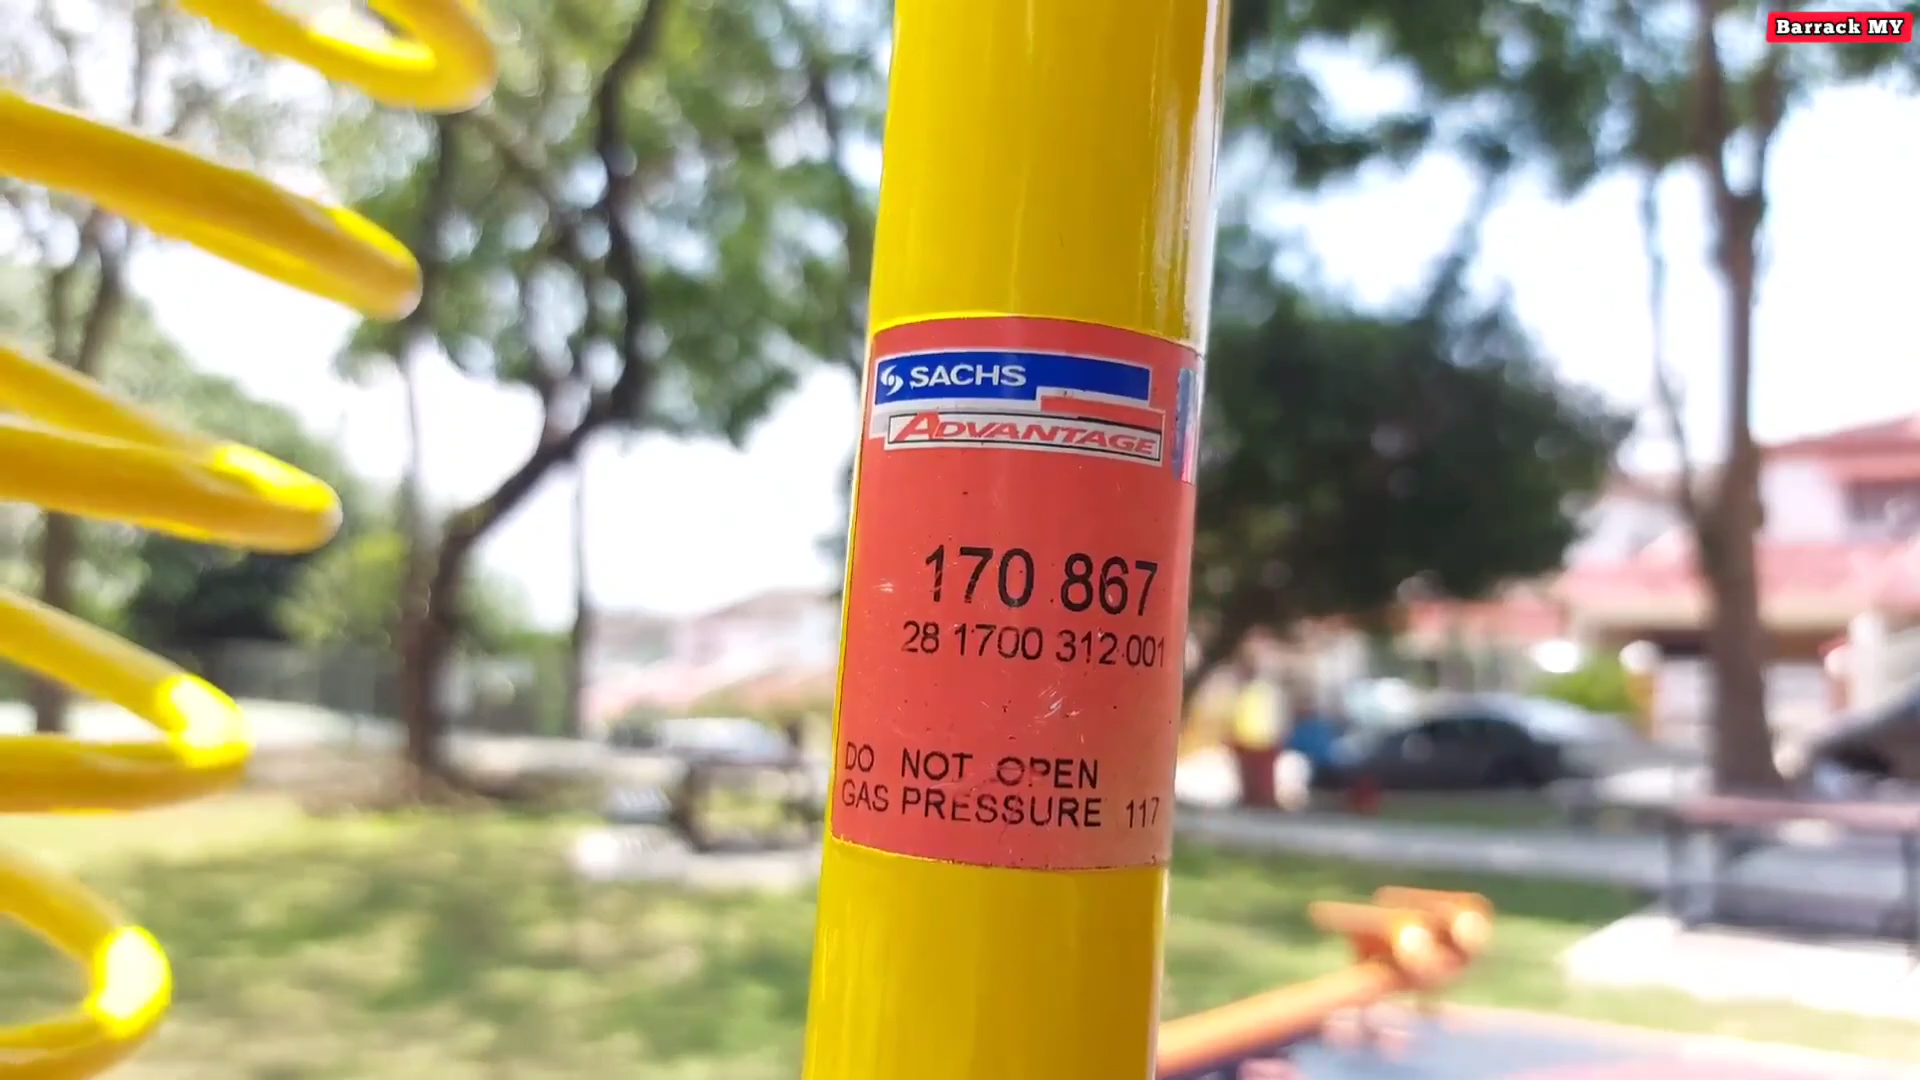 Barrack MY
SACHS
ADVANTAGE
170 867
28 1700 312 001
DO NOT OPEN
GAS PRESSURE 117